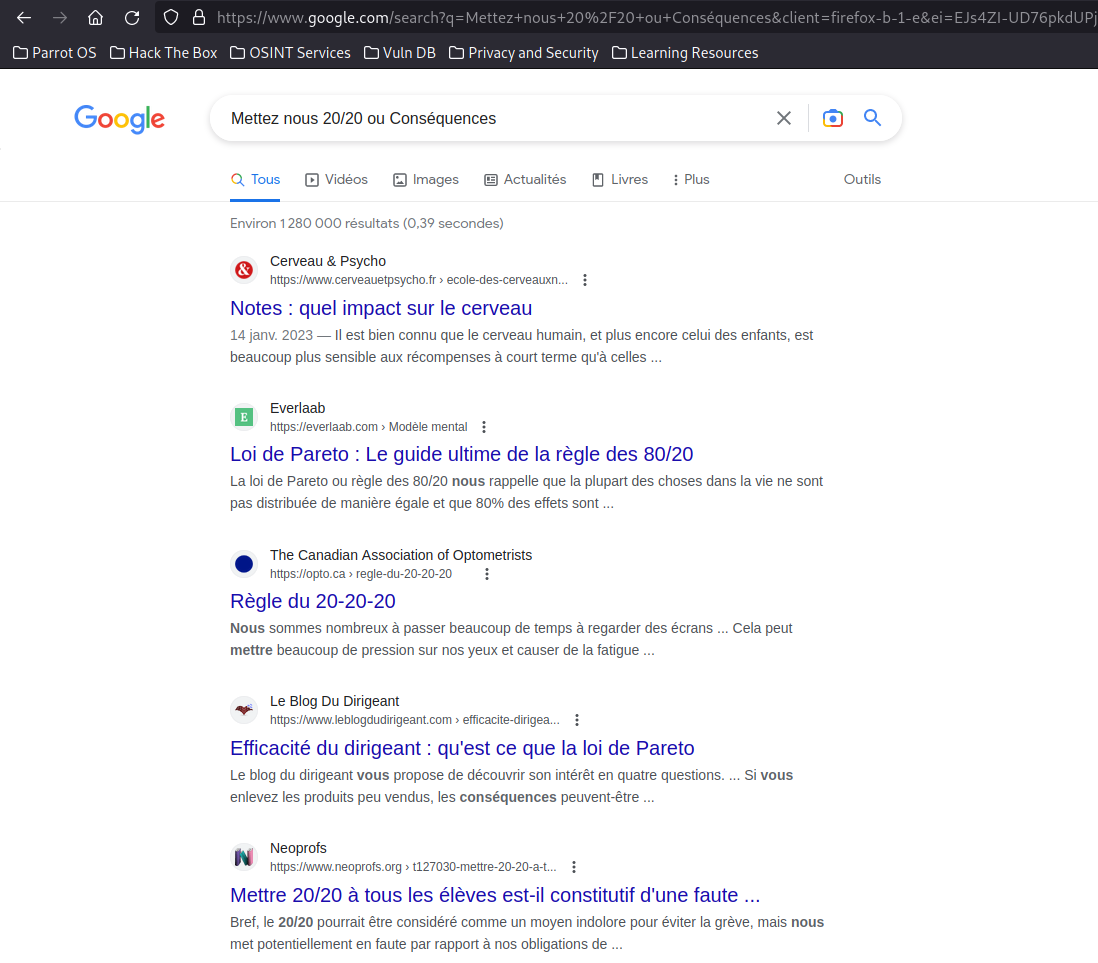 https://www.google.com/search?q=Mettez+nous+20%2F20+ou+Conséquences&client=firefox-b-1-e&ei=EJs4ZI-UD76pkdUPj
Parrot OS Hack The Box OSINT Services Vuln DB Privacy and Security Learning Resources
Google Mettez nous 20/20 ou Conséquences
Tous Vidéos Images Actualités Livres Plus Outils
Environ 1 280 000 résultats (0,39 secondes)
&
Cerveau & Psycho
https://www.cerveauetpsycho.fr › ecole-des-cerveauxn...
Notes : quel impact sur le cerveau
14 janv. 2023 — Il est bien connu que le cerveau humain, et plus encore celui des enfants, est
beaucoup plus sensible aux récompenses à court terme qu'à celles ...
E
Everlaab
https://everlaab.com › Modèle mental
Loi de Pareto : Le guide ultime de la règle des 80/20
La loi de Pareto ou règle des 80/20 nous rappelle que la plupart des choses dans la vie ne sont
pas distribuée de manière égale et que 80% des effets sont ...
The Canadian Association of Optometrists
https://opto.ca › regle-du-20-20-20
Règle du 20-20-20
Nous sommes nombreux à passer beaucoup de temps à regarder des écrans ... Cela peut
mettre beaucoup de pression sur nos yeux et causer de la fatigue ...
Le Blog Du Dirigeant
https://www.leblogdudirigeant.com › efficacite-dirigea...
Efficacité du dirigeant : qu'est ce que la loi de Pareto
Le blog du dirigeant vous propose de découvrir son intérêt en quatre questions. ... Si vous
enlevez les produits peu vendus, les conséquences peuvent-être ...
N
Neoprofs
https://www.neoprofs.org › t127030-mettre-20-20-a-t...
Mettre 20/20 à tous les élèves est-il constitutif d'une faute ...
Bref, le 20/20 pourrait être considéré comme un moyen indolore pour éviter la grève, mais nous
met potentiellement en faute par rapport à nos obligations de ...